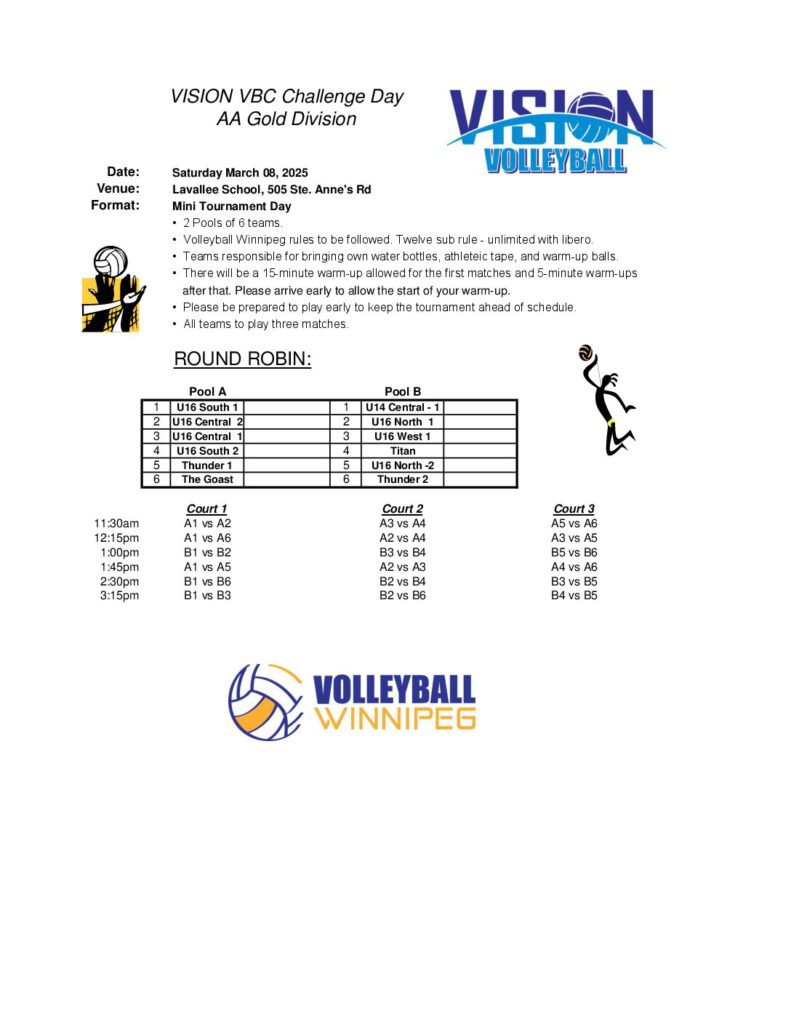 VISION VBC Challenge Day
AA Gold Division
VISION
VOLLEYBALL
Date: Saturday March 08, 2025
Venue: Lavallee School, 505 Ste. Anne's Rd
Format: Mini Tournament Day
• 2 Pools of 6 teams.
• Volleyball Winnipeg rules to be followed. Twelve sub rule - unlimited with libero.
• Teams responsible for bringing own water bottles, athleteic tape, and warm-up balls.
• There will be a 15-minute warm-up allowed for the first matches and 5-minute warm-ups
after that. Please arrive early to allow the start of your warm-up.
• Please be prepared to play early to keep the tournament ahead of schedule.
• All teams to play three matches.
ROUND ROBIN:
Pool A Pool B
1 U16 South 1 1 U14 Central - 1
2 U16 Central 2 2 U16 North 1
3 U16 Central 1 3 U16 West 1
4 U16 South 2 4 Titan
5 Thunder 1 5 U16 North -2
6 The Goast 6 Thunder 2
Court 1 Court 2 Court 3
11:30am A1 vs A2 A3 vs A4 A5 vs A6
12:15pm A1 vs A6 A2 vs A4 A3 vs A5
1:00pm B1 vs B2 B3 vs B4 B5 vs B6
1:45pm A1 vs A5 A2 vs A3 A4 vs A6
2:30pm B1 vs B6 B2 vs B4 B3 vs B5
3:15pm B1 vs B3 B2 vs B6 B4 vs B5
VOLLEYBALL
WINNIPEG